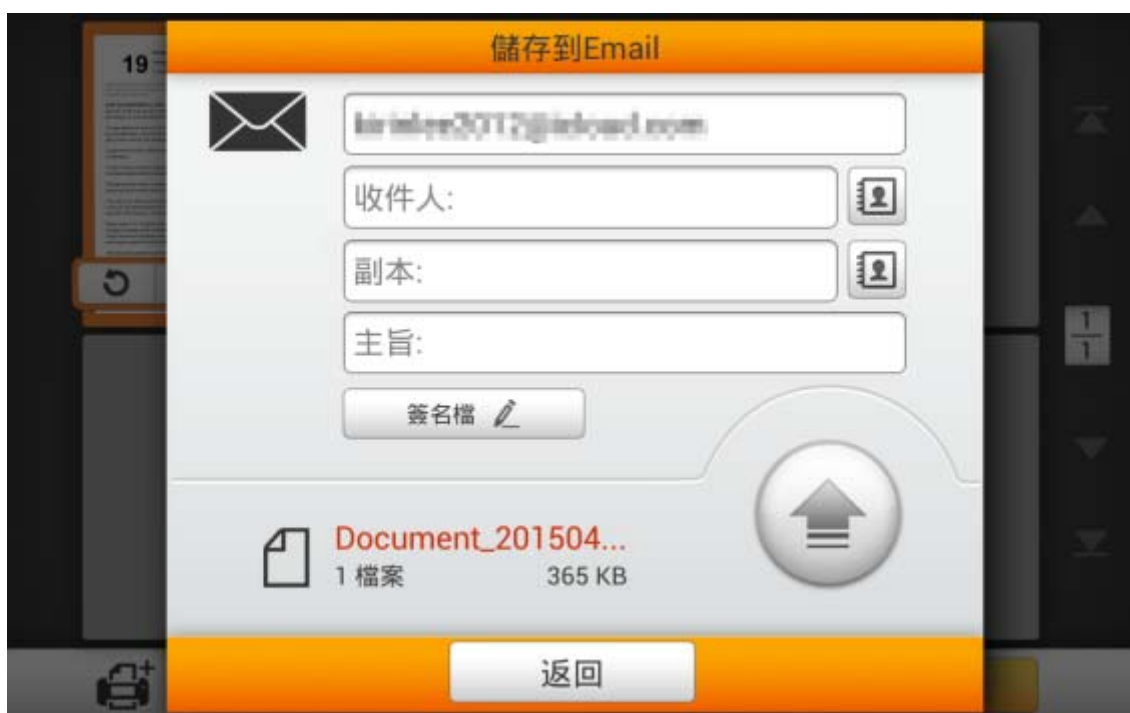 儲存到Email
19
收件人:
副本:
主旨:
簽名檔
1
1
Document_201504...
1 檔案 365 KB
返回